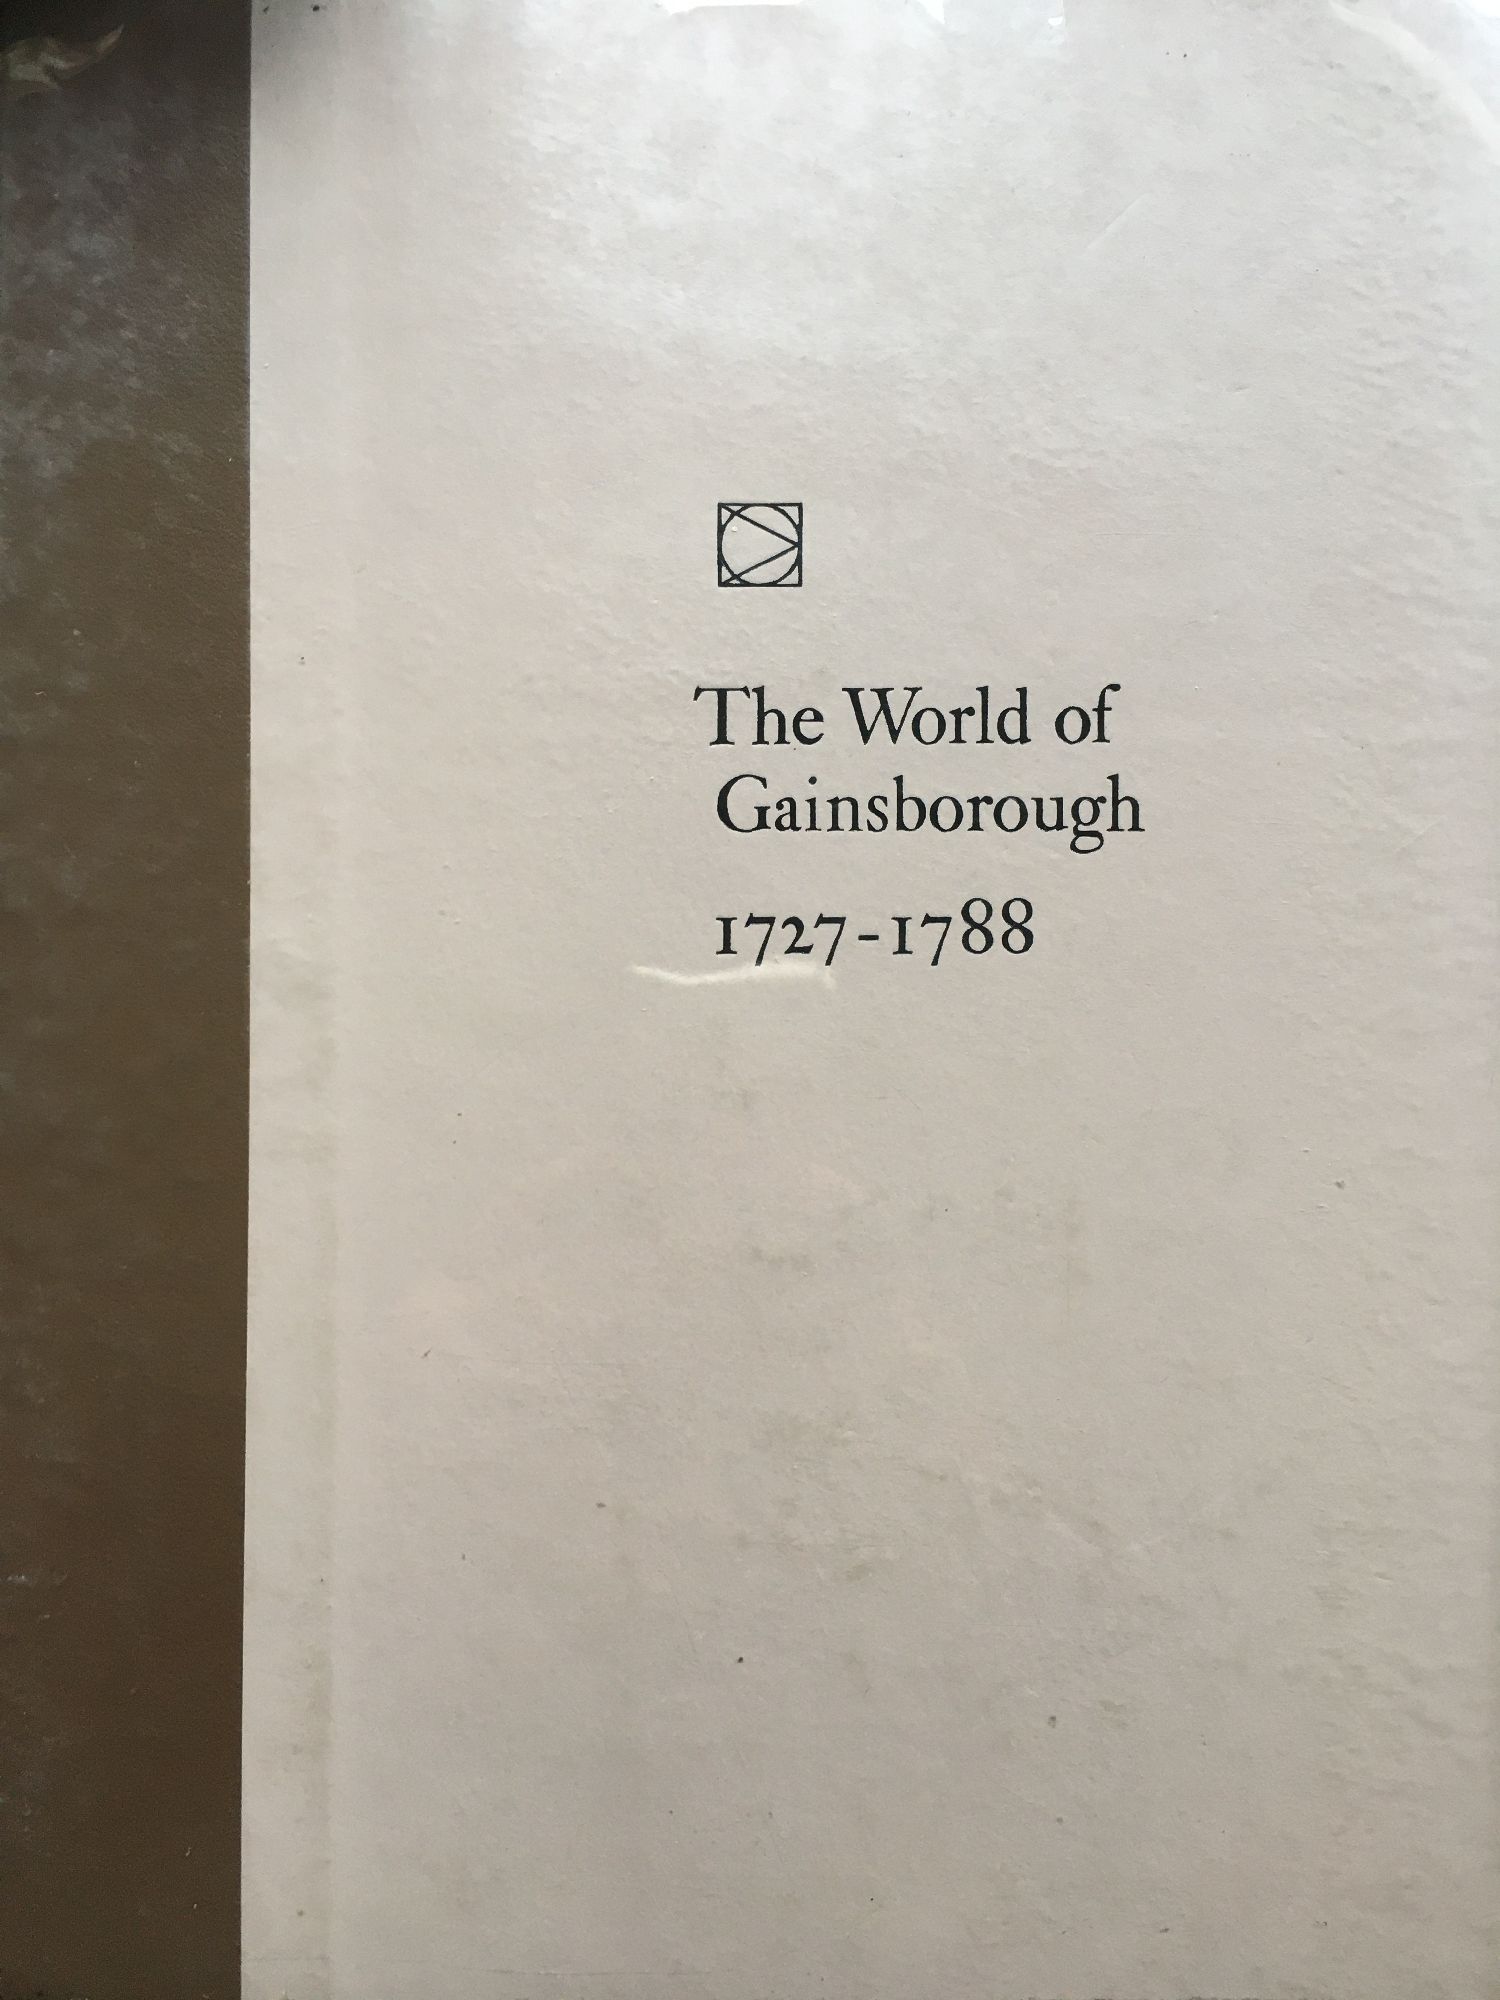 The World of
Gainsborough
1727-1788